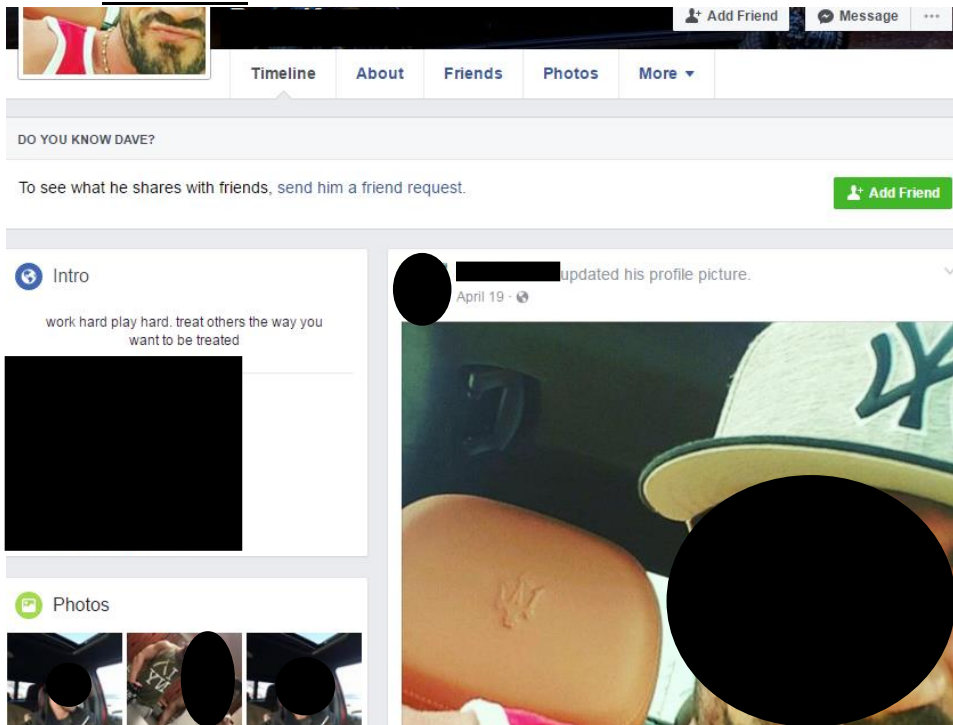 Add Friend Message ...
Timeline About Friends Photos More
DO YOU KNOW DAVE?
To see what he shares with friends, send him a friend request.
Add Friend
Intro
work hard play hard. treat others the way you
want to be treated
updated his profile picture.
April 19 ·
NY
Photos